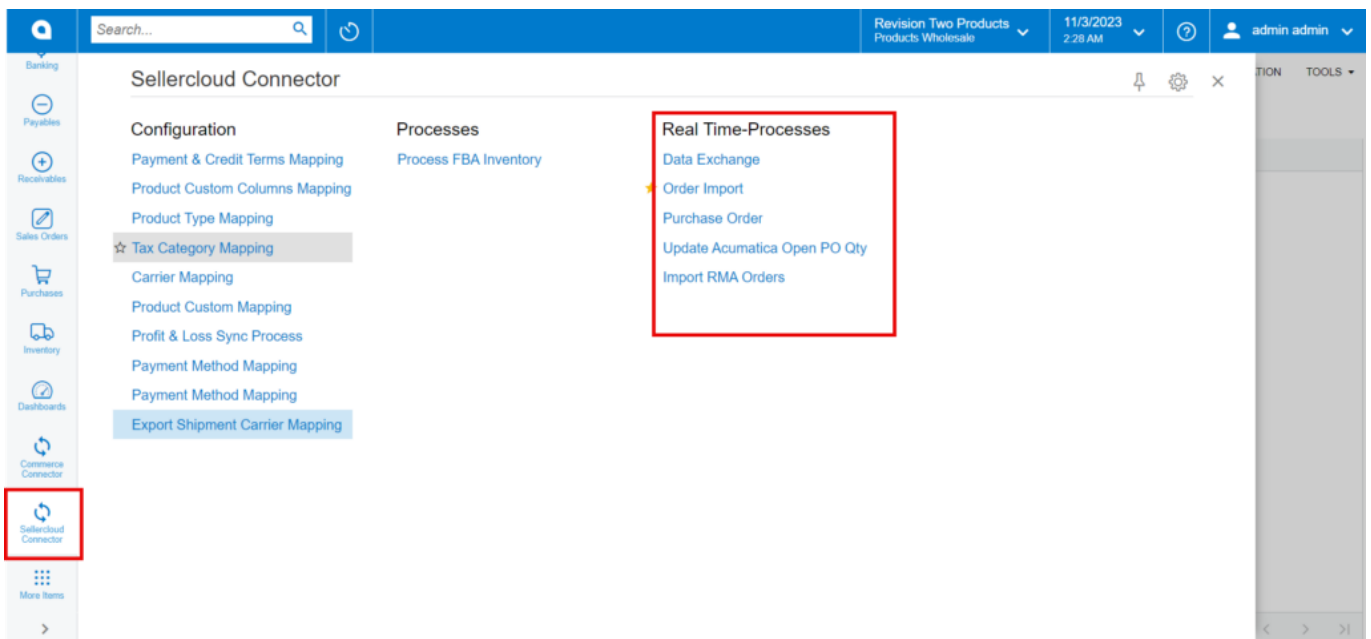 Search...
Revision Two Products
Products Wholesale
11/3/2023
2:28 AM
admin admin
Banking
Payables
Receivables
Sales Orders
Purchases
Inventory
Dashboards
Commerce
Connector
Sellercloud
Connector
More Items
Sellercloud Connector
TION
TOOLS
Configuration
Payment & Credit Terms Mapping
Product Custom Columns Mapping
Product Type Mapping
Tax Category Mapping
Carrier Mapping
Product Custom Mapping
Profit & Loss Sync Process
Payment Method Mapping
Payment Method Mapping
Export Shipment Carrier Mapping
Processes
Process FBA Inventory
Real Time-Processes
Data Exchange
Order Import
Purchase Order
Update Acumatica Open PO Qty
Import RMA Orders